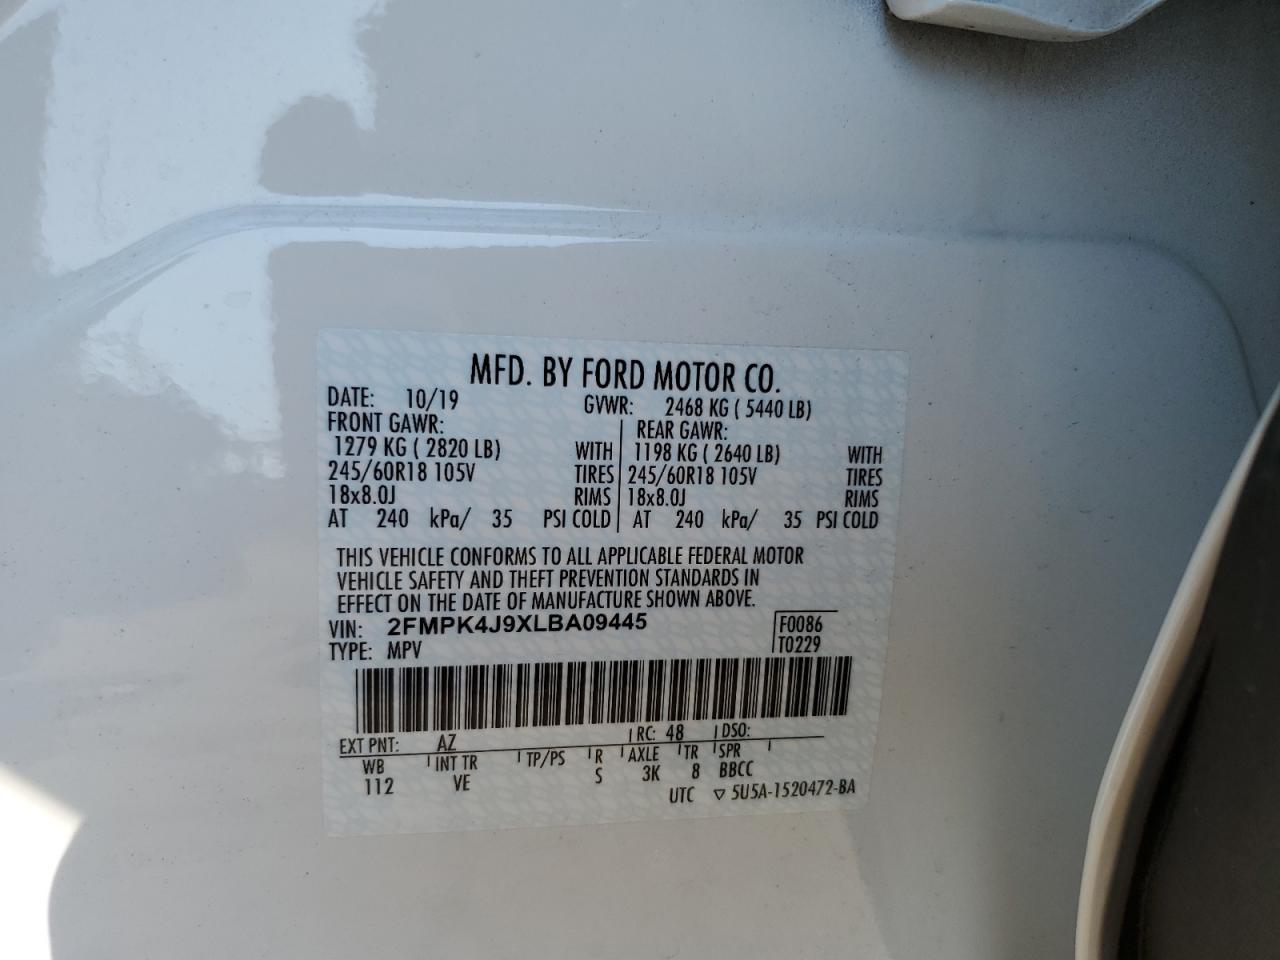 MFD. BY FORD MOTOR CO.
DATE: 10/19 GVWR: 2468 KG ( 5440 LB)
FRONT GAWR: REAR GAWR:
1279 KG ( 2820 LB) WITH 1198 KG ( 2640 LB) WITH
245/60R18 105V TIRES 245/60R18 105V TIRES
18x8.0J RIMS 18x8.0J RIMS
AT 240 kPa/ 35 PSI COLD AT 240 kPa/ 35 PSI COLD
THIS VEHICLE CONFORMS TO ALL APPLICABLE FEDERAL MOTOR
VEHICLE SAFETY AND THEFT PREVENTION STANDARDS IN
EFFECT ON THE DATE OF MANUFACTURE SHOWN ABOVE.
VIN: 2FMPK4J9XLBA09445 F0086
TYPE: MPV T0229
EXT PNT: AZ RC: 48 DSO:
WB INT TR TP/PS R AXLE TR SPR
112 VE S 3K 8 BBCC
UTC ▽ 5U5A-1520472-BA